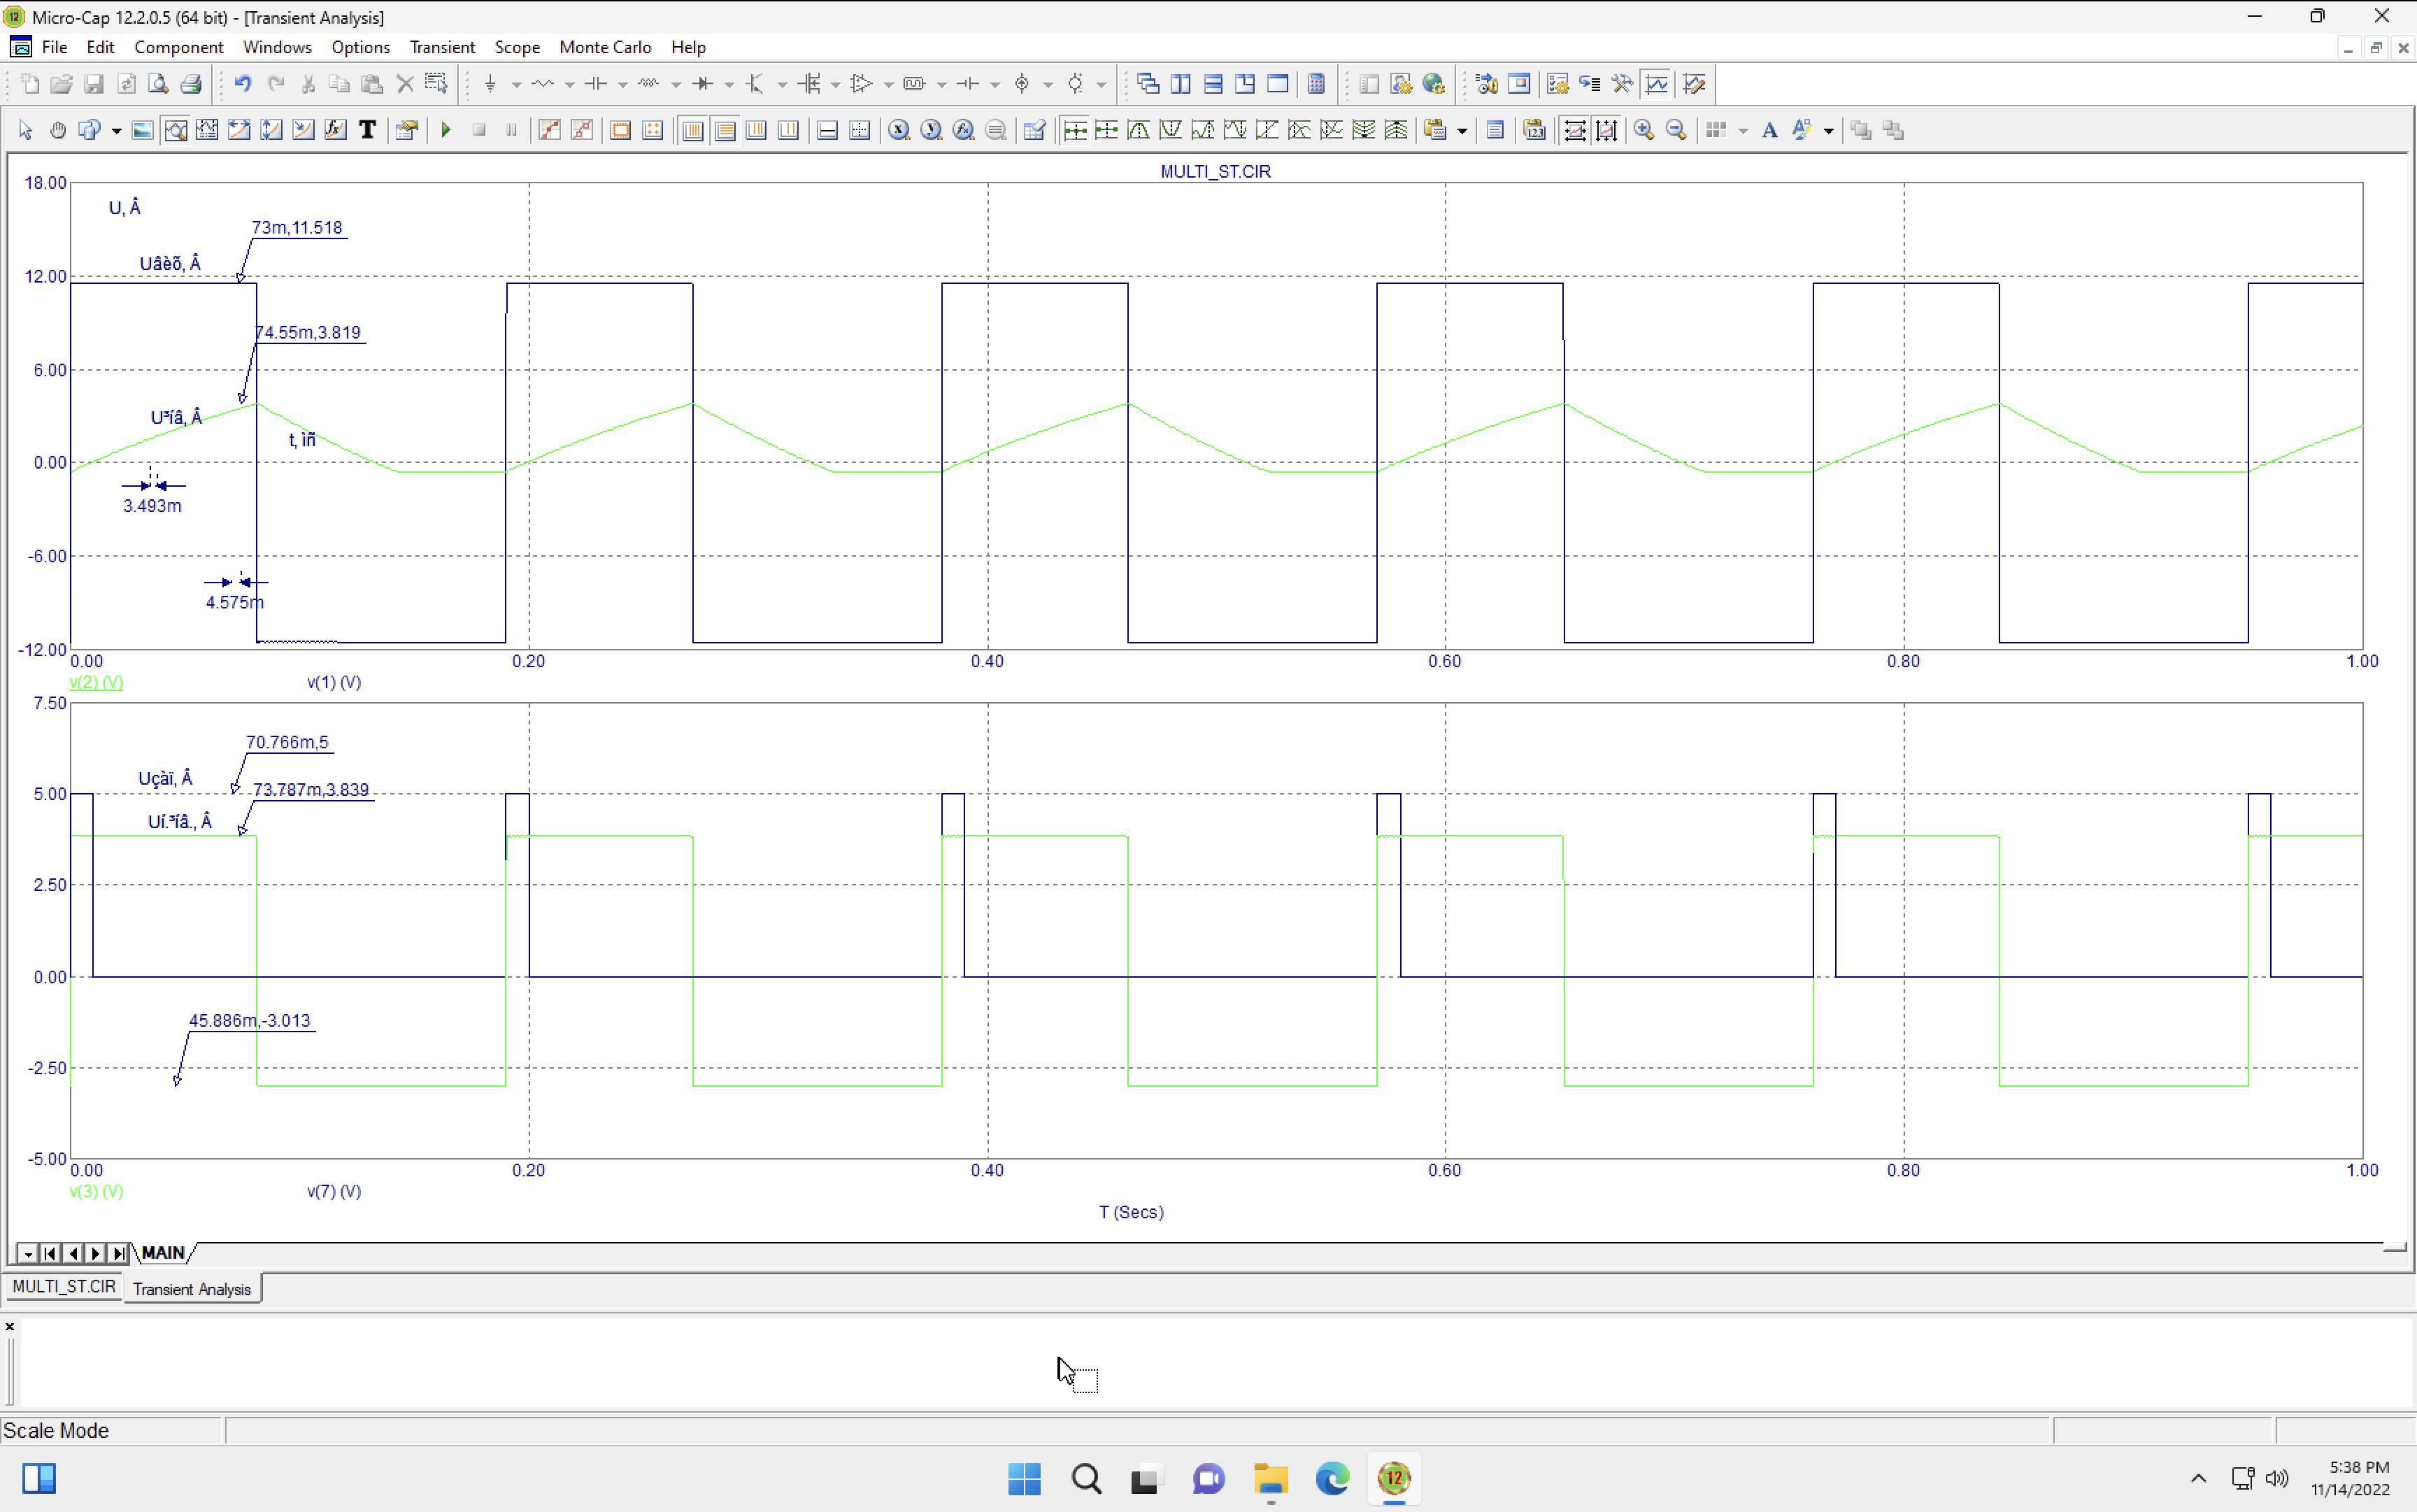 Micro-Cap 12.2.0.5 (64 bit) - [Transient Analysis]
File Edit Component Windows Options Transient Scope Monte Carlo Help
MULTI_ST.CIR
18.00
U, Â
73m,11.518
Uâèõ, Â
12.00
74.55m,3.819
6.00
U³íâ, Â
t, ìñ
0.00
3.493m
-6.00
4.575m
-12.00
0.00 0.20 0.40 0.60 0.80 1.00
v(2) (V) v(1) (V)
7.50
70.766m,5
Uçàï, Â
73.787m,3.839
5.00
Uí.³íâ., Â
2.50
0.00
45.886m,-3.013
-2.50
-5.00
0.00 0.20 0.40 0.60 0.80 1.00
v(3) (V) v(7) (V)
T (Secs)
MAIN
MULTI_ST.CIR Transient Analysis
Scale Mode
12
5:38 PM
11/14/2022